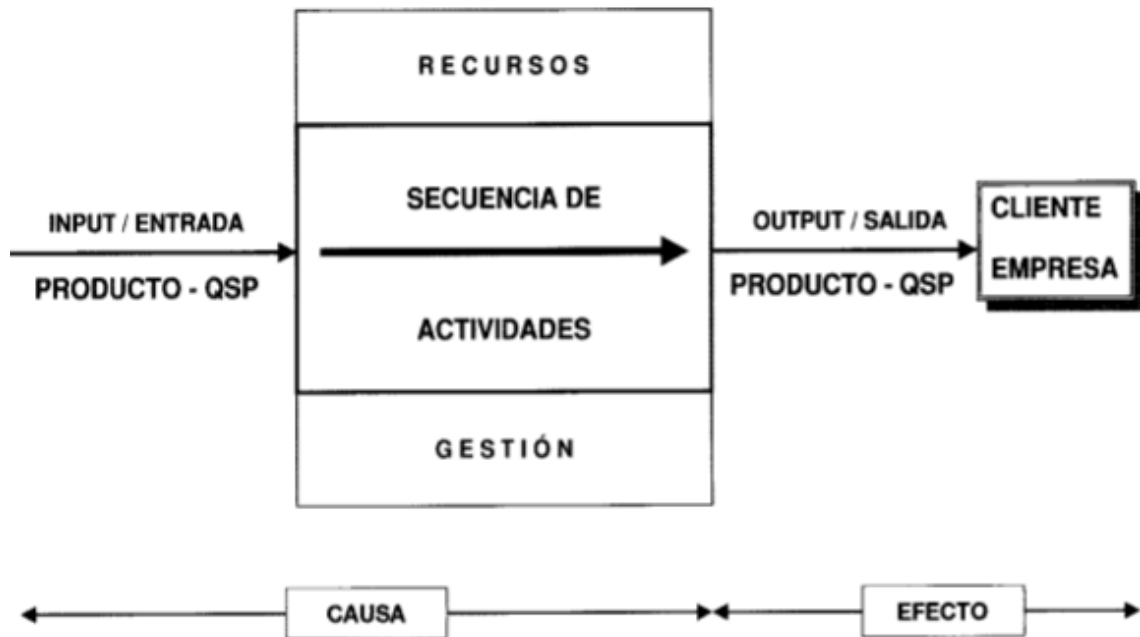 RECURSOS
SECUENCIA DE
ACTIVIDADES
GESTIÓN
INPUT / ENTRADA
PRODUCTO - QSP
OUTPUT / SALIDA
PRODUCTO - QSP
CLIENTE
EMPRESA
CAUSA
EFECTO